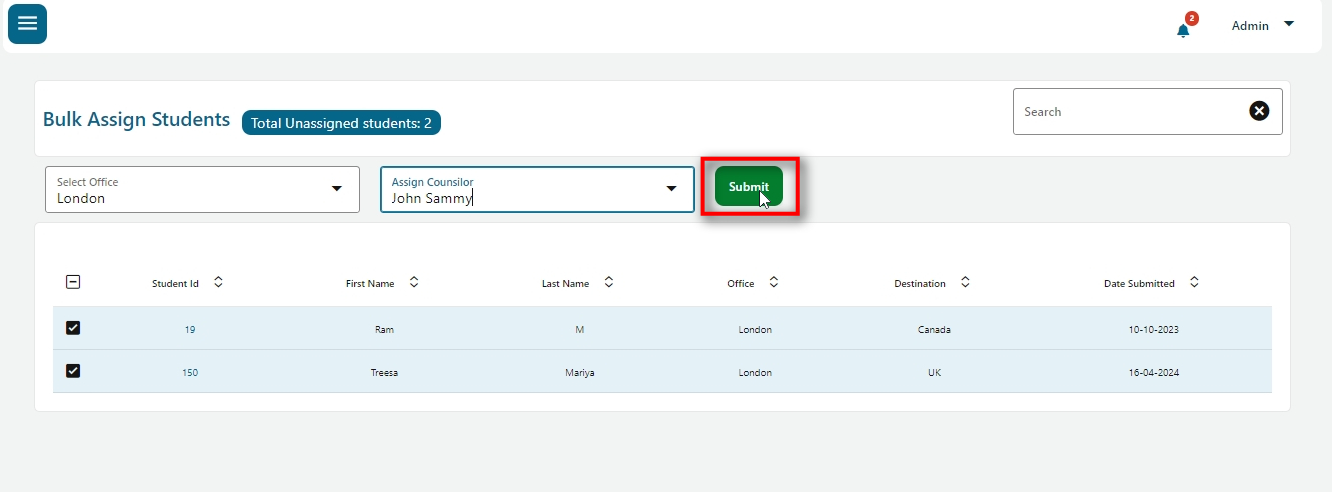 2
Admin
Bulk Assign Students
Total Unassigned students: 2
Search
Select Office
London
Assign Counsilor
John Sammy
Submit
Student Id First Name Last Name Office Destination Date Submitted
19 Ram M London Canada 10-10-2023
150 Treesa Mariya London UK 16-04-2024